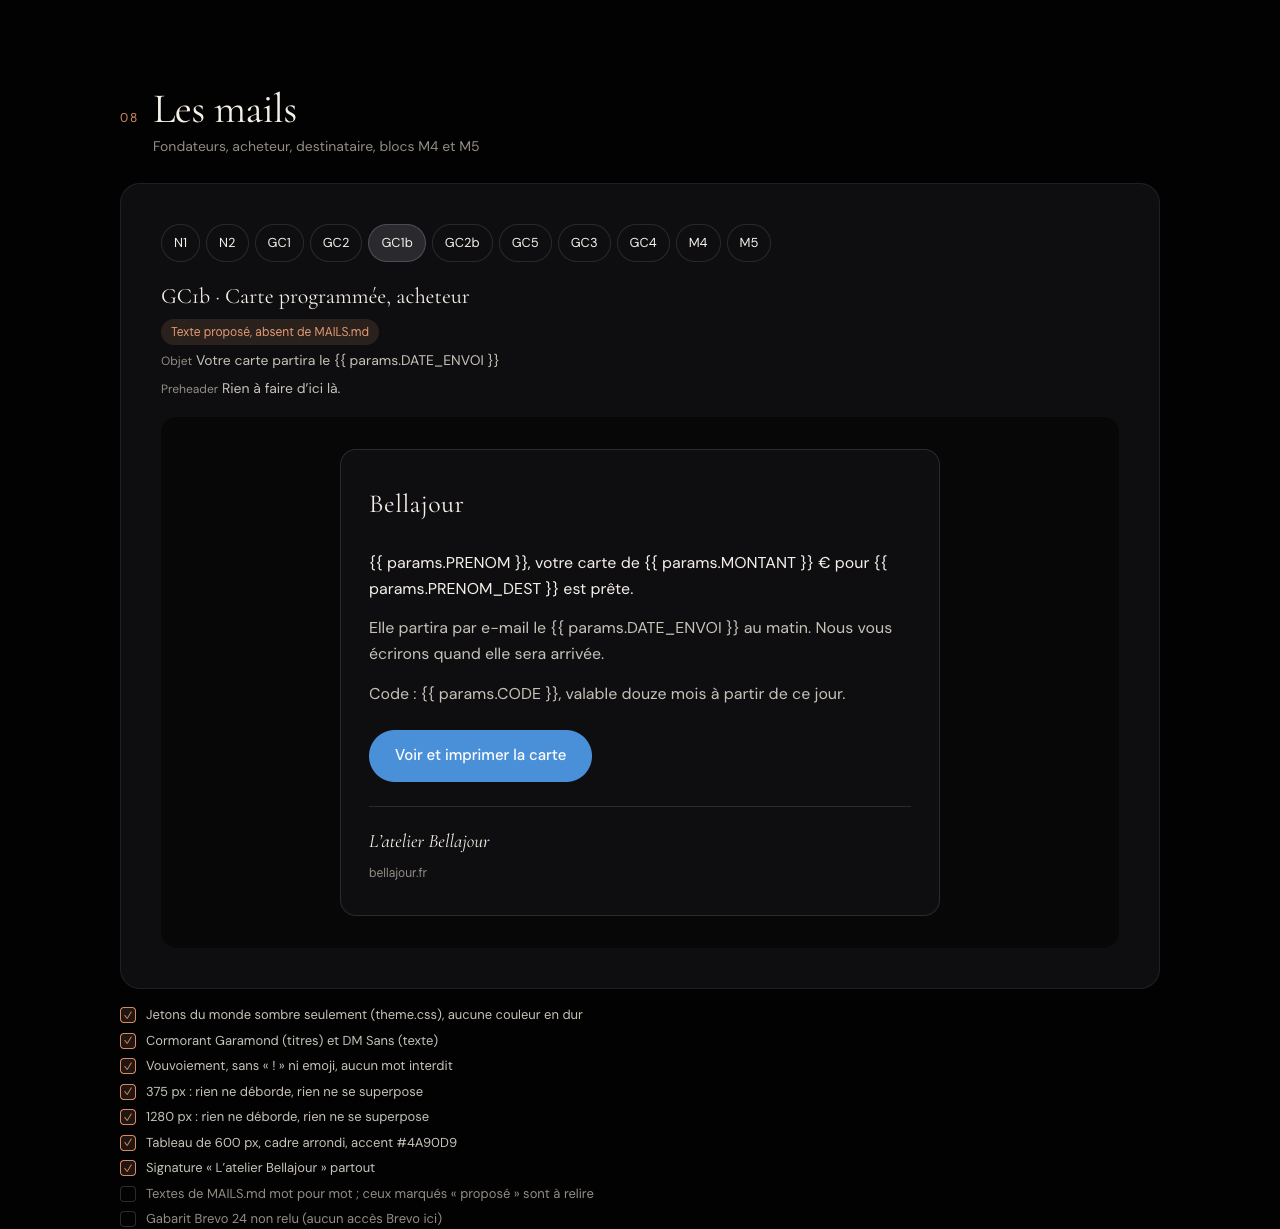 08 Les mails
Fondateurs, acheteur, destinataire, blocs M4 et M5
N1 N2 GC1 GC2 GC1b GC2b GC5 GC3 GC4 M4 M5
GC1b · Carte programmée, acheteur
Texte proposé, absent de MAILS.md
Objet Votre carte partira le {{ params.DATE_ENVOI }}
Preheader Rien à faire d’ici là.
Bellajour
{{ params.PRENOM }}, votre carte de {{ params.MONTANT }} € pour {{
params.PRENOM_DEST }} est prête.
Elle partira par e-mail le {{ params.DATE_ENVOI }} au matin. Nous vous
écrirons quand elle sera arrivée.
Code : {{ params.CODE }}, valable douze mois à partir de ce jour.
Voir et imprimer la carte
L’atelier Bellajour
bellajour.fr
Jetons du monde sombre seulement (theme.css), aucune couleur en dur
Cormorant Garamond (titres) et DM Sans (texte)
Vouvoiement, sans « ! » ni emoji, aucun mot interdit
375 px : rien ne déborde, rien ne se superpose
1280 px : rien ne déborde, rien ne se superpose
Tableau de 600 px, cadre arrondi, accent #4A90D9
Signature « L’atelier Bellajour » partout
Textes de MAILS.md mot pour mot ; ceux marqués « proposé » sont à relire
Gabarit Brevo 24 non relu (aucun accès Brevo ici)